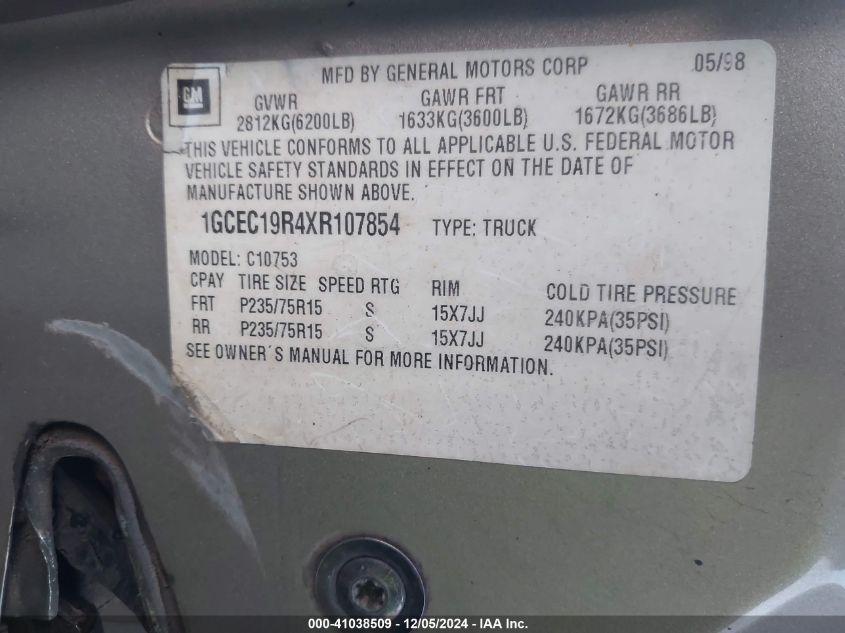 GM
MFD BY GENERAL MOTORS CORP 05/98
GVWR GAWR FRT GAWR RR
2812KG(6200LB) 1633KG(3600LB) 1672KG(3686LB)
THIS VEHICLE CONFORMS TO ALL APPLICABLE U.S. FEDERAL MOTOR
VEHICLE SAFETY STANDARDS IN EFFECT ON THE DATE OF
MANUFACTURE SHOWN ABOVE.
1GCEC19R4XR107854 TYPE: TRUCK
MODEL: C10753
CPAY TIRE SIZE SPEED RTG RIM COLD TIRE PRESSURE
FRT P235/75R15 S 15X7JJ 240KPA(35PSI)
RR P235/75R15 S 15X7JJ 240KPA(35PSI)
SEE OWNER'S MANUAL FOR MORE INFORMATION.
000-41038509 - 12/05/2024 - IAA Inc.